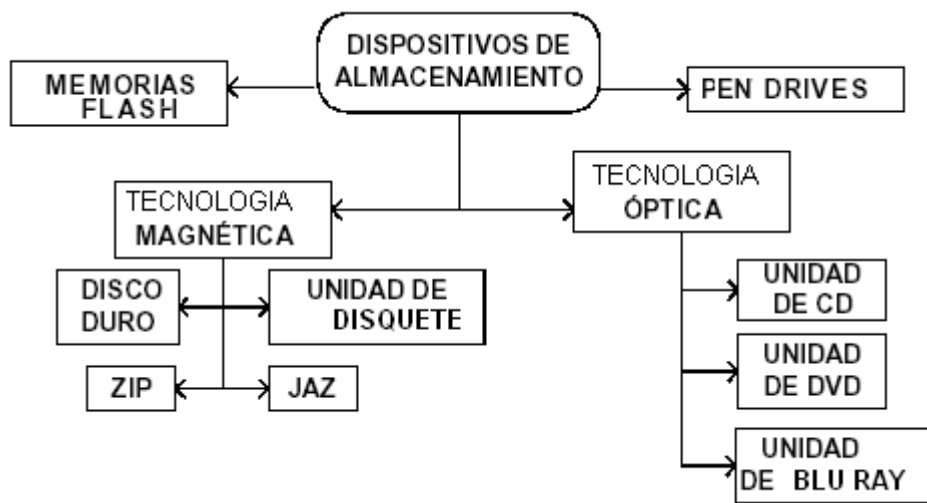 DISPOSITIVOS DE
ALMACENAMIENTO
MEMORIAS
FLASH
PEN DRIVES
TECNOLOGIA
MAGNÉTICA
TECNOLOGIA
ÓPTICA
DISCO
DURO
UNIDAD DE
DISQUETE
ZIP
JAZ
UNIDAD
DE CD
UNIDAD
DE DVD
UNIDAD
DE BLU RAY